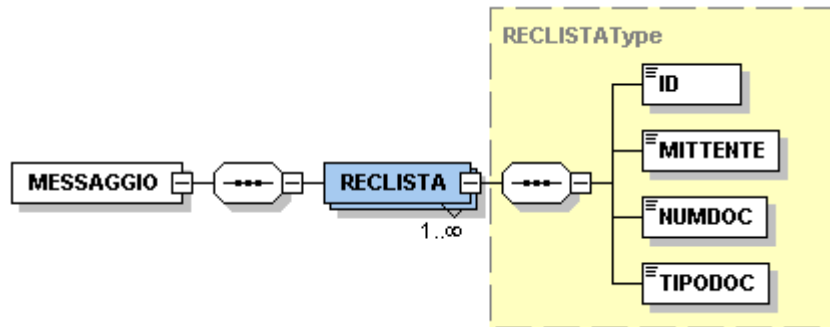 RECLISTAType
ID
MITTENTE
MESSAGGIO
RECLISTA
1..∞
NUMDOC
TIPODOC